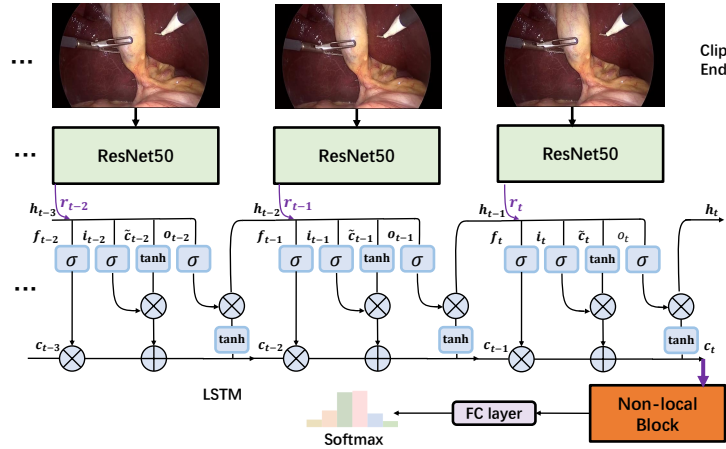 ...
Clip
End
... ResNet50 ResNet50 ResNet50
h_{t-3} r_{t-2} h_{t-2} r_{t-1} h_{t-1} r_t h_t
f_{t-2} i_{t-2} c̃_{t-2} o_{t-2} f_{t-1} i_{t-1} c̃_{t-1} o_{t-1} f_t i_t c̃_t o_t
σ σ tanh σ σ σ tanh σ σ σ tanh σ
...
tanh tanh tanh
c_{t-3} c_{t-2} c_{t-1} c_t
LSTM
Softmax
FC layer
Non-local
Block